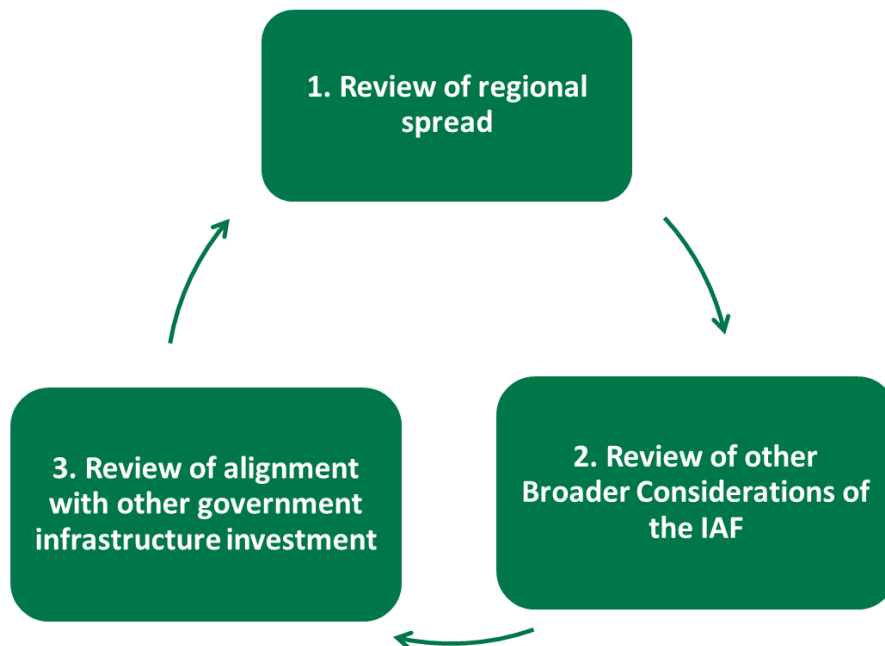 1. Review of regional
spread
2. Review of other
Broader Considerations of
the IAF
3. Review of alignment
with other government
infrastructure investment